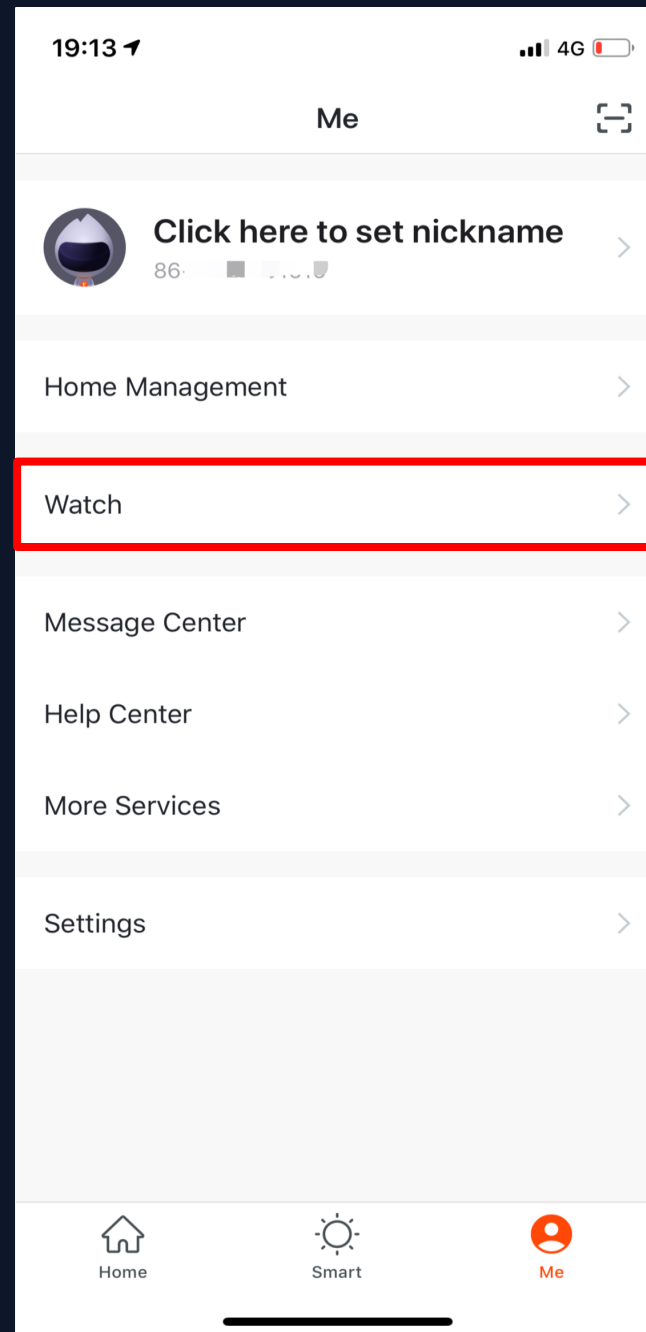 19:13
4G
Me
Click here to set nickname
86-
Home Management
Watch
Message Center
Help Center
More Services
Settings
Home
Smart
Me